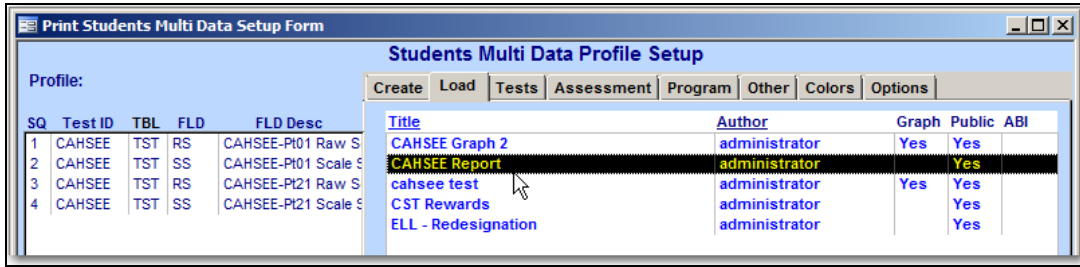 Print Students Multi Data Setup Form
Students Multi Data Profile Setup
Profile:
Create Load Tests Assessment Program Other Colors Options
SQ Test ID TBL FLD FLD Desc
1 CAHSEE TST RS CAHSEE-Pt01 Raw S
2 CAHSEE TST SS CAHSEE-Pt01 Scale S
3 CAHSEE TST RS CAHSEE-Pt21 Raw S
4 CAHSEE TST SS CAHSEE-Pt21 Scale S
Title Author Graph Public ABI
CAHSEE Graph 2 administrator Yes Yes
CAHSEE Report administrator Yes
cahsee test administrator Yes Yes
CST Rewards administrator Yes
ELL - Redesignation administrator Yes